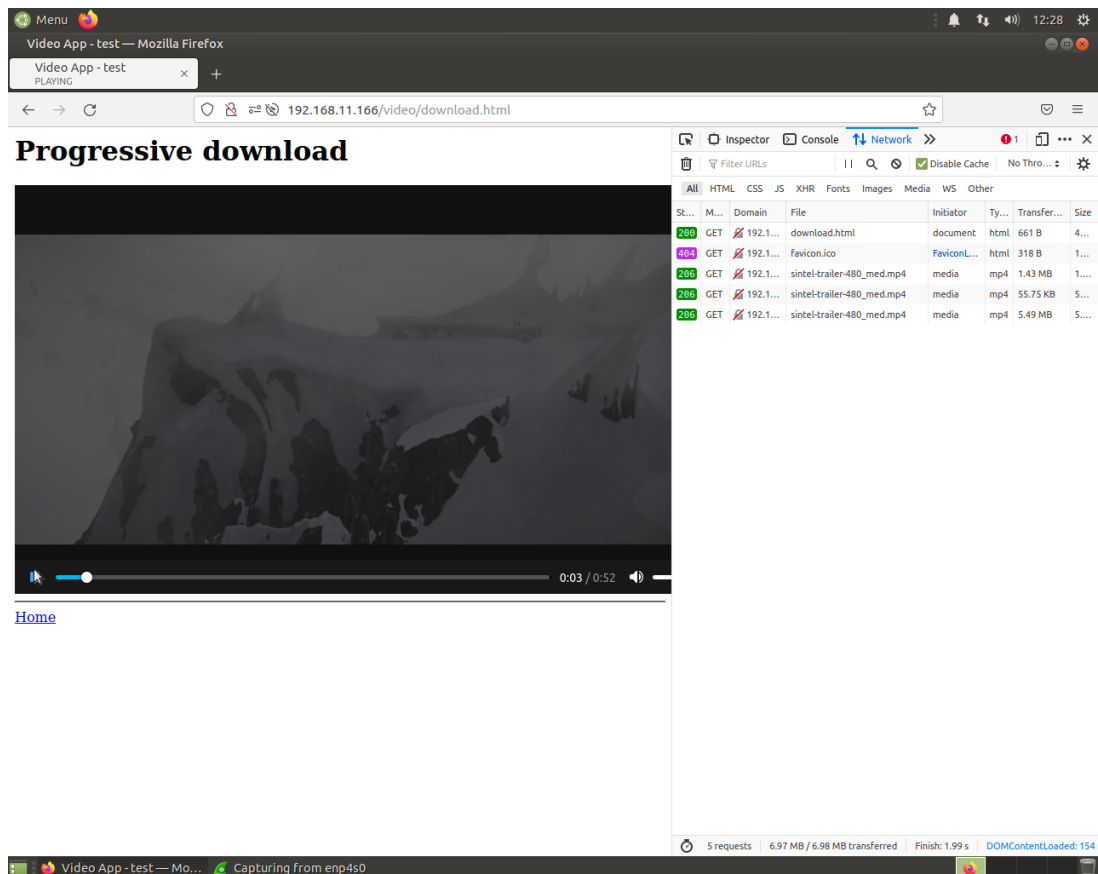 Menu 12:28
Video App - test — Mozilla Firefox
Video App - test
PLAYING
192.168.11.166/video/download.html
Progressive download
Inspector Console Network 1
Filter URLs Disable Cache No Thro...
All HTML CSS JS XHR Fonts Images Media WS Other
St... M... Domain File Initiator Ty... Transfer... Size
200 GET 192.1... download.html document html 661 B 4...
404 GET 192.1... favicon.ico FaviconL... html 318 B 1...
206 GET 192.1... sintel-trailer-480_med.mp4 media mp4 1.43 MB 1....
206 GET 192.1... sintel-trailer-480_med.mp4 media mp4 55.75 KB 5...
206 GET 192.1... sintel-trailer-480_med.mp4 media mp4 5.49 MB 5....
0:03 / 0:52
Home
5 requests 6.97 MB / 6.98 MB transferred Finish: 1.99 s DOMContentLoaded: 154
Video App - test — Mo... Capturing from enp4s0